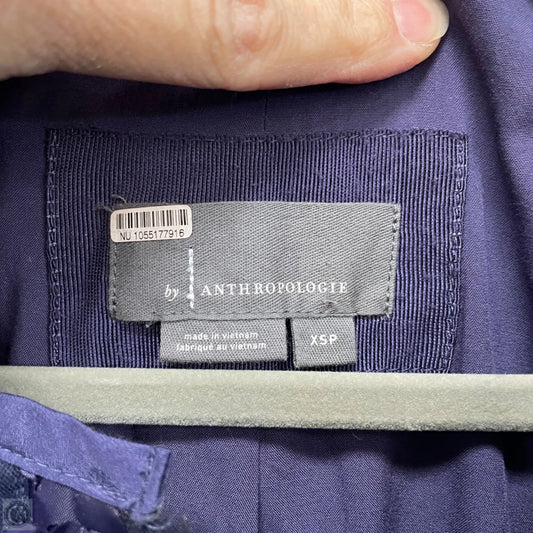 NU 1055177916
by ANTHROPOLOGIE
made in vietnam
fabriqué au vietnam
XSP